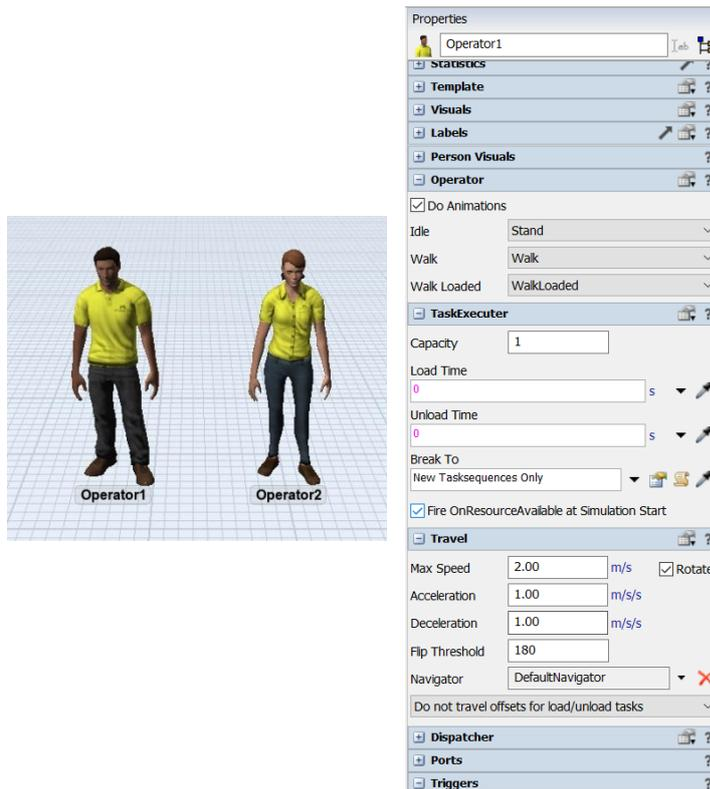 Properties
Operator1
Statistics
Template
Visuals
Labels
Person Visuals
Operator
Do Animations
Idle Stand
Walk Walk
Walk Loaded WalkLoaded
TaskExecuter
Capacity 1
Load Time
0 s
Unload Time
0 s
Break To
New Tasksequences Only
Fire OnResourceAvailable at Simulation Start
Travel
Max Speed 2.00 m/s Rotate
Acceleration 1.00 m/s/s
Deceleration 1.00 m/s/s
Flip Threshold 180
Navigator DefaultNavigator
Do not travel offsets for load/unload tasks
Dispatcher
Ports
Triggers
Operator1 Operator2